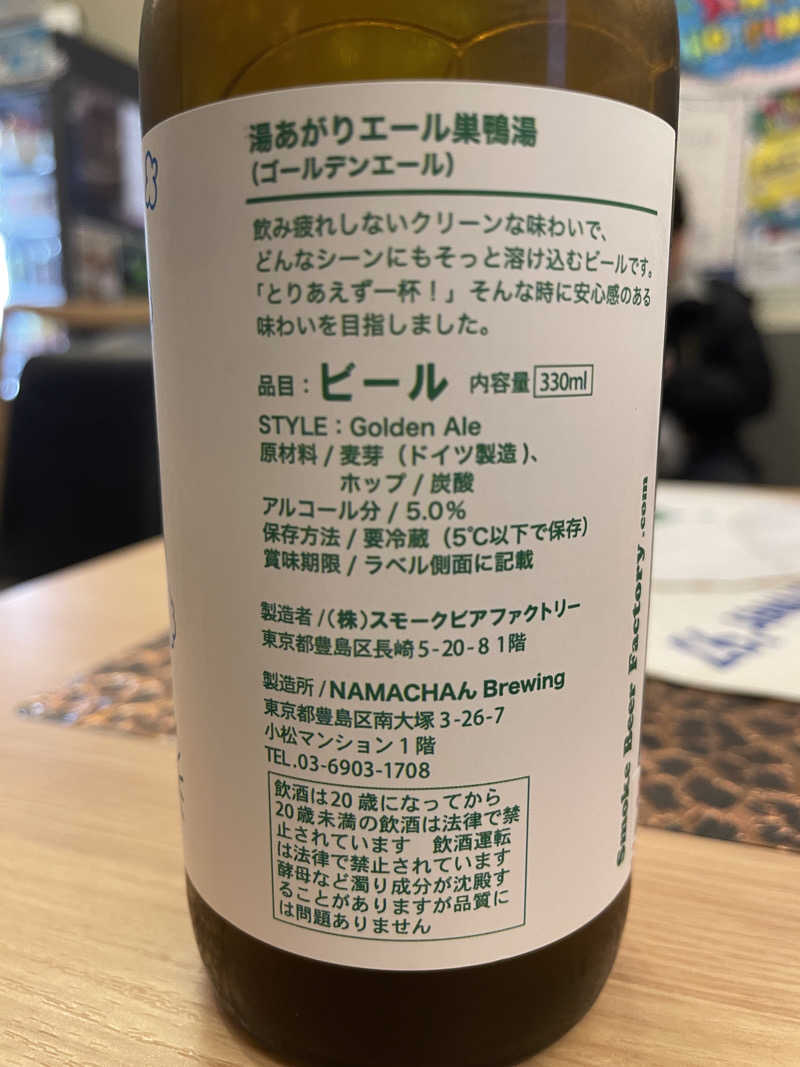 湯あがりエール巣鴨湯
(ゴールデンエール)
飲み疲れしないクリーンな味わいで、
どんなシーンにもそっと溶け込むビールです。
「とりあえず一杯！」そんな時に安心感のある
味わいを目指しました。
品目：ビール 内容量 330ml
STYLE：Golden Ale
原材料 / 麦芽（ドイツ製造）、
ホップ / 炭酸
アルコール分 / 5.0%
保存方法 / 要冷蔵（5℃以下で保存）
賞味期限 / ラベル側面に記載
製造者 /（株）スモークビアファクトリー
東京都豊島区長崎5-20-8 1階
製造所 / NAMACHAん Brewing
東京都豊島区南大塚3-26-7
小松マンション1階
TEL.03-6903-1708
飲酒は20歳になってから
20歳未満の飲酒は法律で禁
止されています 飲酒運転
は法律で禁止されています
酵母など濁り成分が沈殿す
ることがありますが品質に
は問題ありません
Smoke Beer Factory.com